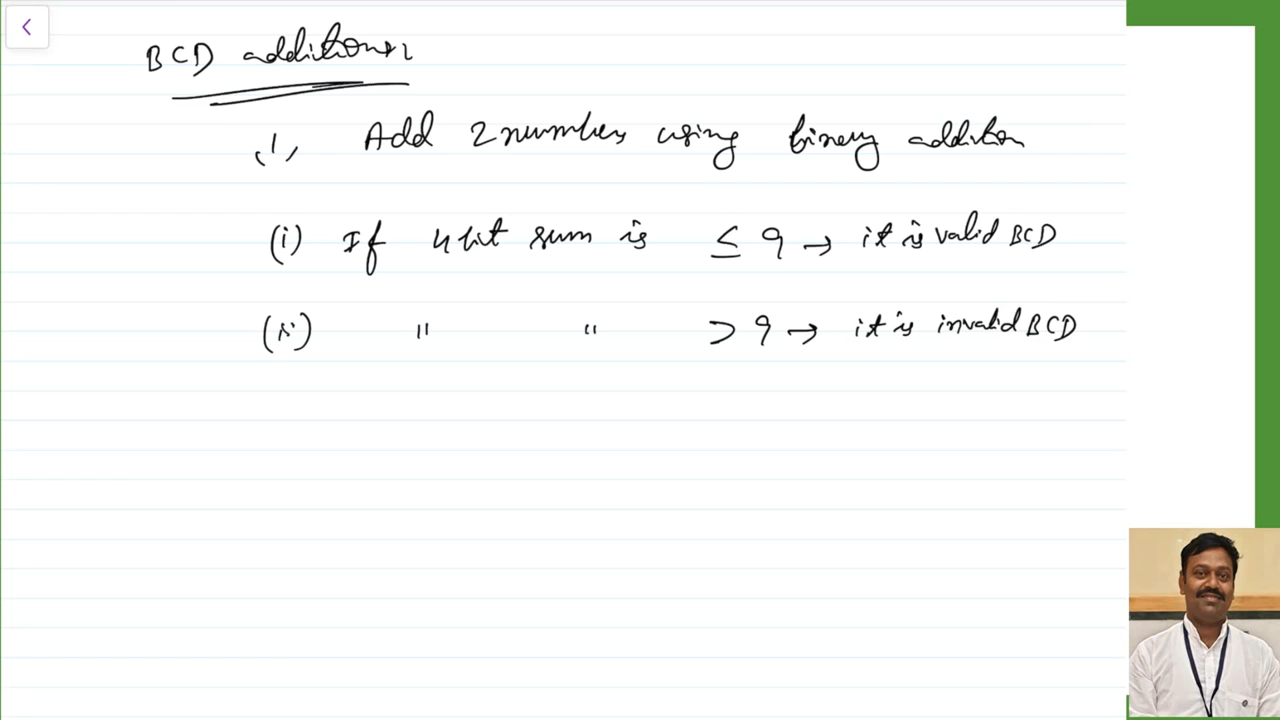 BCD addition:
(1) Add 2 numbers using binary addition
(i) If 4 bit sum is ≤ 9 → it is valid BCD
(ii) " " > 9 → it is invalid BCD